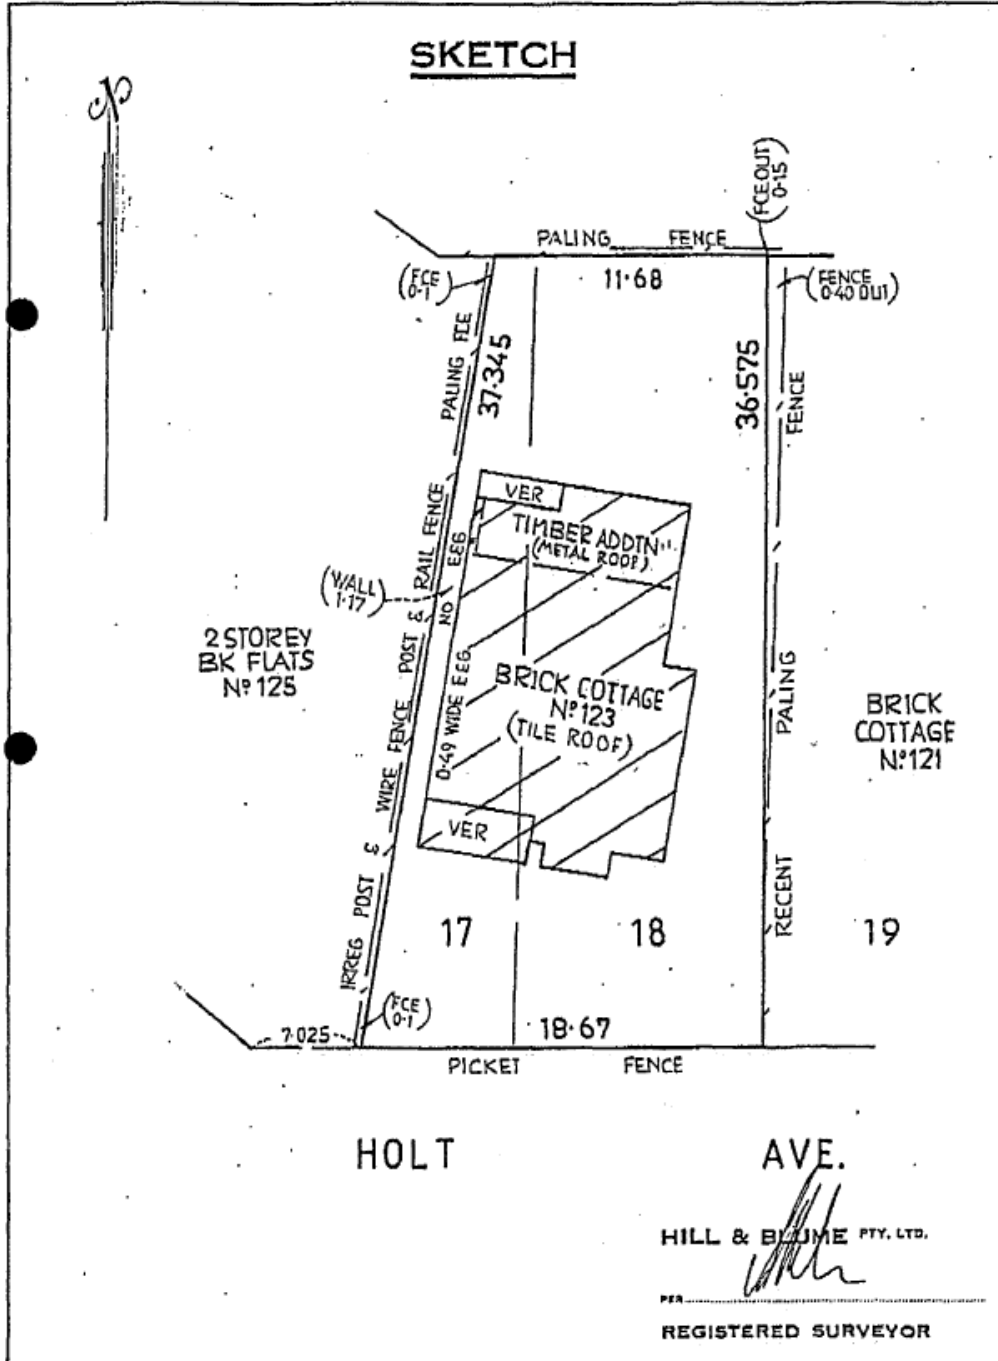 SKETCH
(FCE OUT
0·15)
PALING FENCE
(FCE
0·1)
11·68
(FENCE
0·40 OUT)
PALING FCE
37·345
36·575
FENCE
VER
TIMBER ADDTN
(METAL ROOF)
RAIL FENCE
NO E&G
(WALL
1·17)
&
2 STOREY
BK FLATS
Nº 125
POST
0·49 WIDE E&G
BRICK COTTAGE
Nº 123
(TILE ROOF)
PALING
BRICK
COTTAGE
Nº 121
WIRE FENCE
VER
&
IRREG POST
17
18
RECENT
19
(FCE
0·1)
7·025
18·67
PICKET FENCE
HOLT AVE.
HILL & BLUME PTY. LTD.
PER
REGISTERED SURVEYOR